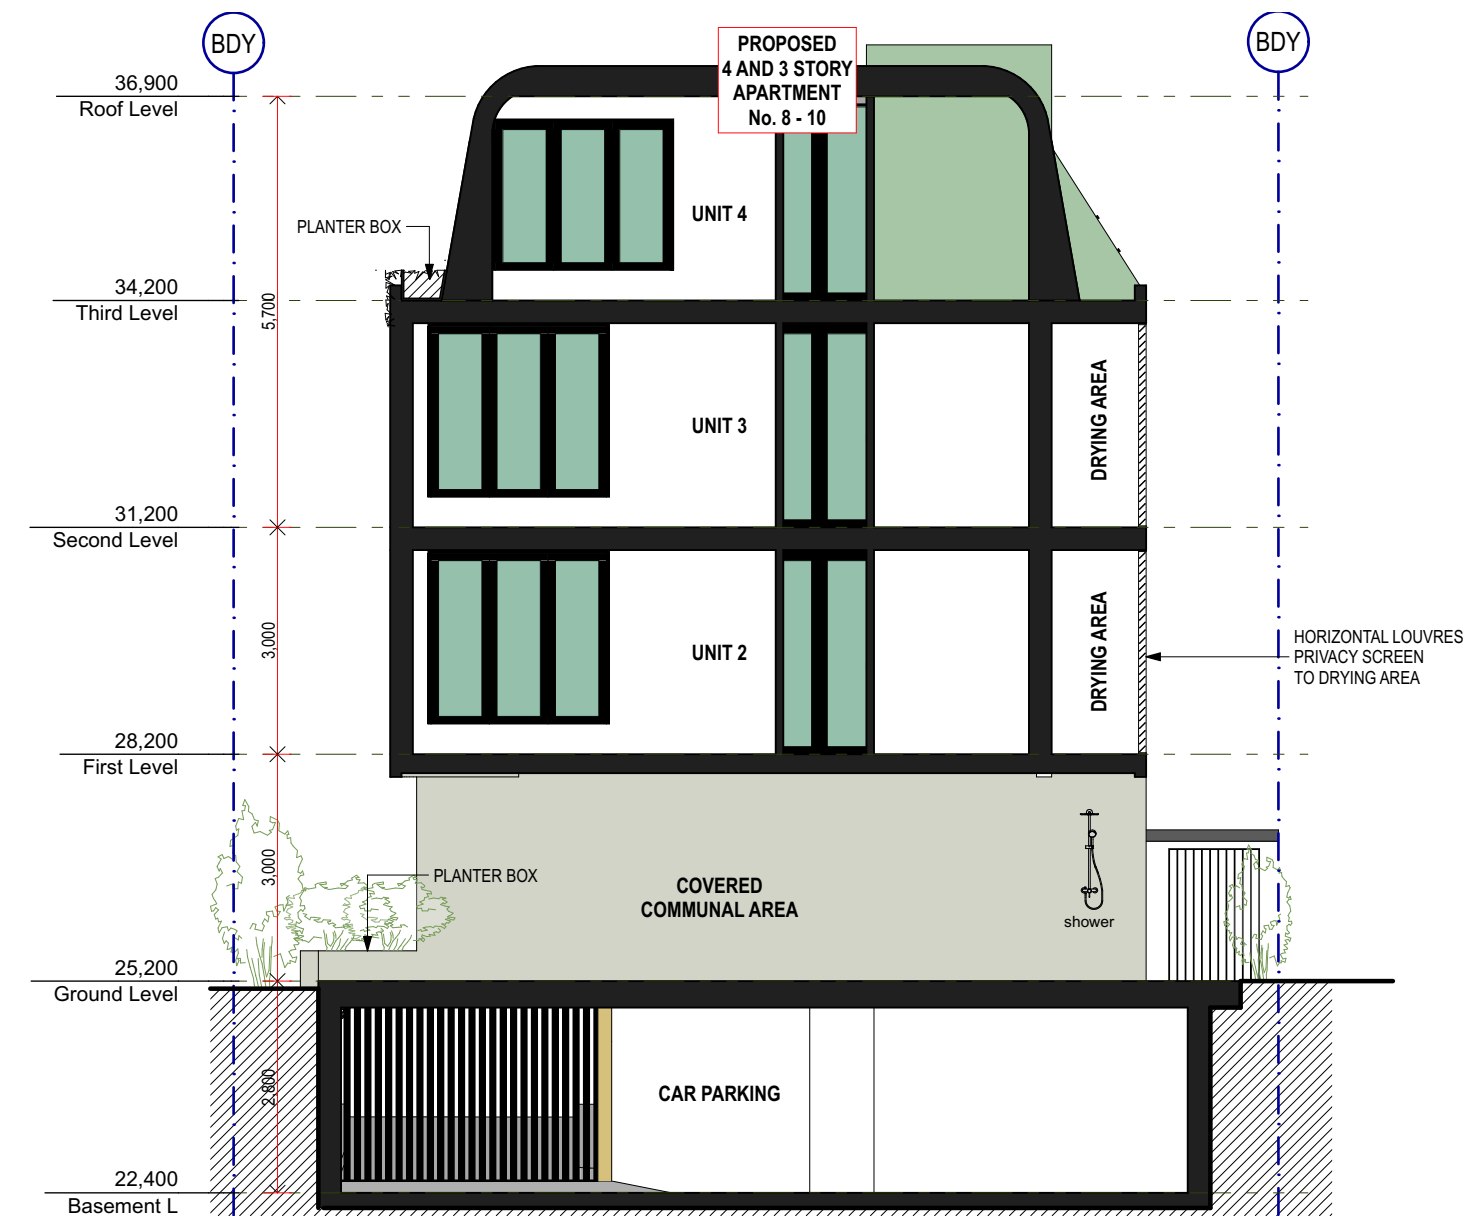 BDY
BDY
PROPOSED
4 AND 3 STORY
APARTMENT
No. 8 - 10
36,900
Roof Level
UNIT 4
PLANTER BOX
34,200
Third Level
5,700
UNIT 3
DRYING AREA
31,200
Second Level
3,000
UNIT 2
DRYING AREA
HORIZONTAL LOUVRES
PRIVACY SCREEN
TO DRYING AREA
28,200
First Level
3,000
PLANTER BOX
COVERED
COMMUNAL AREA
shower
25,200
Ground Level
2,800
CAR PARKING
22,400
Basement L